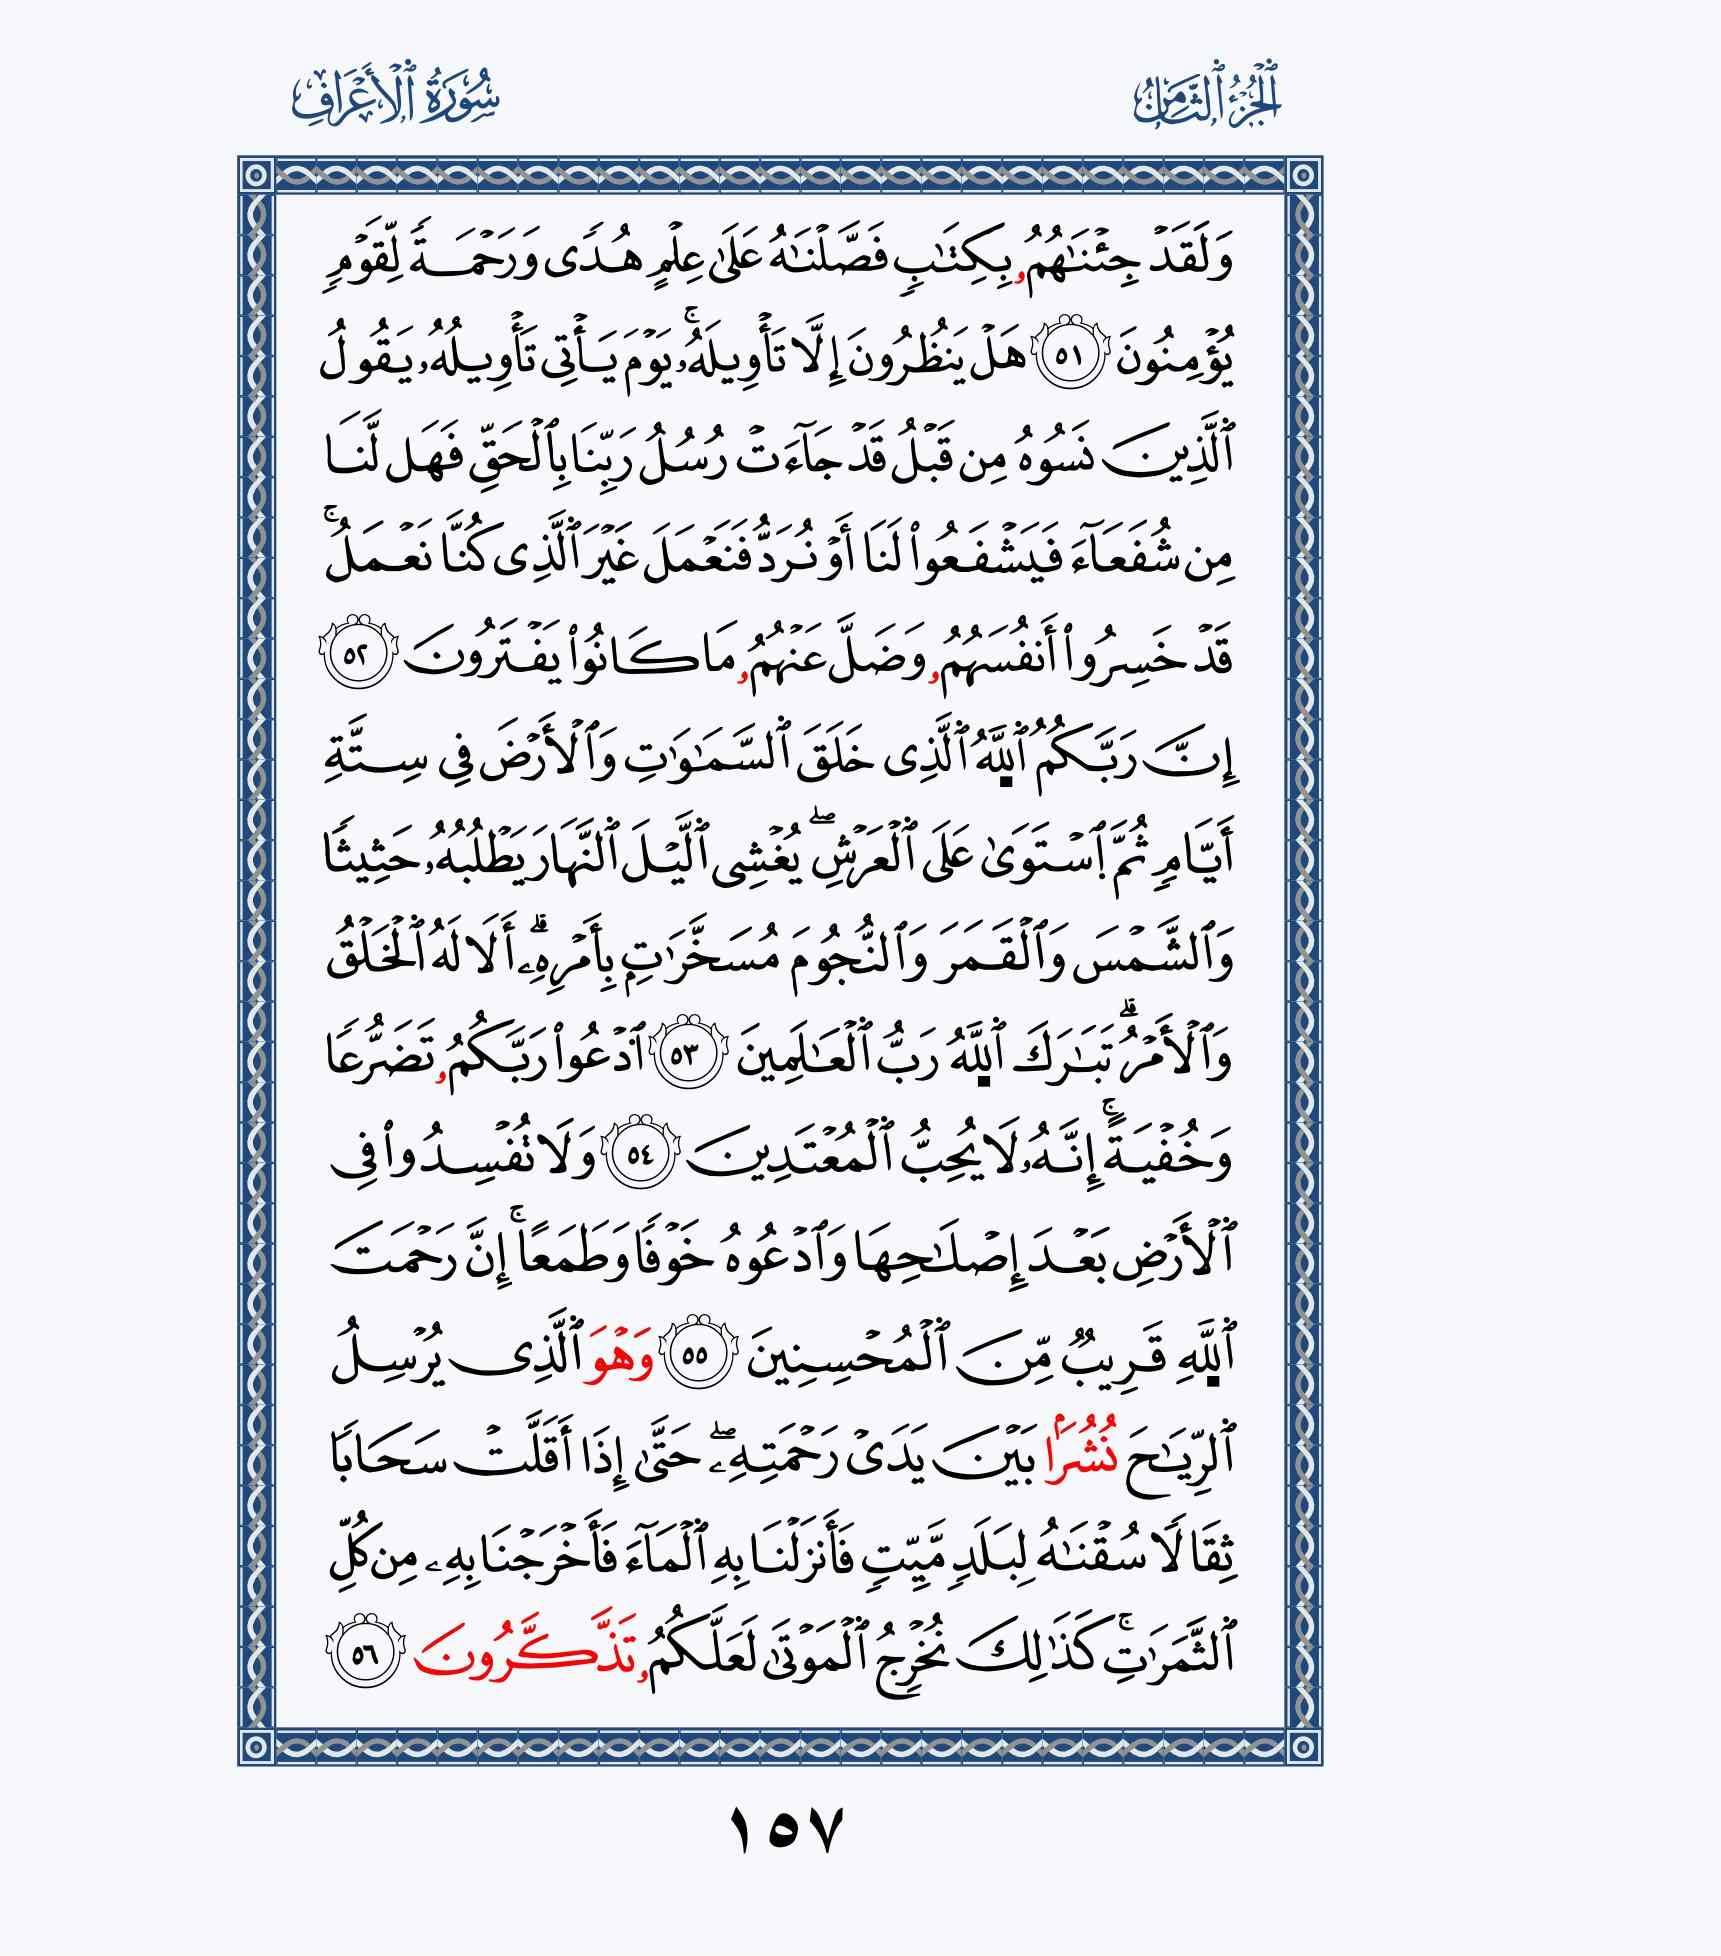 الجُزْءُ ٱلثَّامِنُ
سُورَةُ ٱلْأَعْرَافِ
وَلَقَدْ جِئْنَٰهُمُۥ بِكِتَٰبٍ فَصَّلْنَٰهُ عَلَىٰ عِلْمٍ هُدًى وَرَحْمَةً لِّقَوْمٍ
يُؤْمِنُونَ ٥١ هَلْ يَنظُرُونَ إِلَّا تَأْوِيلَهُۥۚ يَوْمَ يَأْتِى تَأْوِيلُهُۥ يَقُولُ
ٱلَّذِينَ نَسُوهُ مِن قَبْلُ قَدْ جَآءَتْ رُسُلُ رَبِّنَا بِٱلْحَقِّ فَهَل لَّنَا
مِن شُفَعَآءَ فَيَشْفَعُوا۟ لَنَا أَوْ نُرَدُّ فَنَعْمَلَ غَيْرَ ٱلَّذِى كُنَّا نَعْمَلُۚ
قَدْ خَسِرُوا۟ أَنفُسَهُمُۥ وَضَلَّ عَنْهُمُۥ مَا كَانُوا۟ يَفْتَرُونَ ٥٢
إِنَّ رَبَّكُمُ ٱللَّهُ ٱلَّذِى خَلَقَ ٱلسَّمَٰوَٰتِ وَٱلْأَرْضَ فِى سِتَّةِ
أَيَّامٍ ثُمَّ ٱسْتَوَىٰ عَلَى ٱلْعَرْشِۖ يُغْشِى ٱلَّيْلَ ٱلنَّهَارَ يَطْلُبُهُۥ حَثِيثًا
وَٱلشَّمْسَ وَٱلْقَمَرَ وَٱلنُّجُومَ مُسَخَّرَٰتٍۭ بِأَمْرِهِۦۗ أَلَا لَهُ ٱلْخَلْقُ
وَٱلْأَمْرُۗ تَبَٰرَكَ ٱللَّهُ رَبُّ ٱلْعَٰلَمِينَ ٥٣ ٱدْعُوا۟ رَبَّكُمُۥ تَضَرُّعًا
وَخُفْيَةًۚ إِنَّهُۥ لَا يُحِبُّ ٱلْمُعْتَدِينَ ٥٤ وَلَا تُفْسِدُوا۟ فِى
ٱلْأَرْضِ بَعْدَ إِصْلَٰحِهَا وَٱدْعُوهُ خَوْفًا وَطَمَعًاۚ إِنَّ رَحْمَتَ
ٱللَّهِ قَرِيبٌ مِّنَ ٱلْمُحْسِنِينَ ٥٥ وَهْوَ ٱلَّذِى يُرْسِلُ
ٱلرِّيَٰحَ نُشُرًۢا بَيْنَ يَدَىْ رَحْمَتِهِۦۖ حَتَّىٰ إِذَا أَقَلَّتْ سَحَابًا
ثِقَالًا سُقْنَٰهُ لِبَلَدٍ مَّيِّتٍ فَأَنزَلْنَا بِهِ ٱلْمَآءَ فَأَخْرَجْنَا بِهِۦ مِن كُلِّ
ٱلثَّمَرَٰتِۚ كَذَٰلِكَ نُخْرِجُ ٱلْمَوْتَىٰ لَعَلَّكُمُۥ تَذَّكَّرُونَ ٥٦
١٥٧